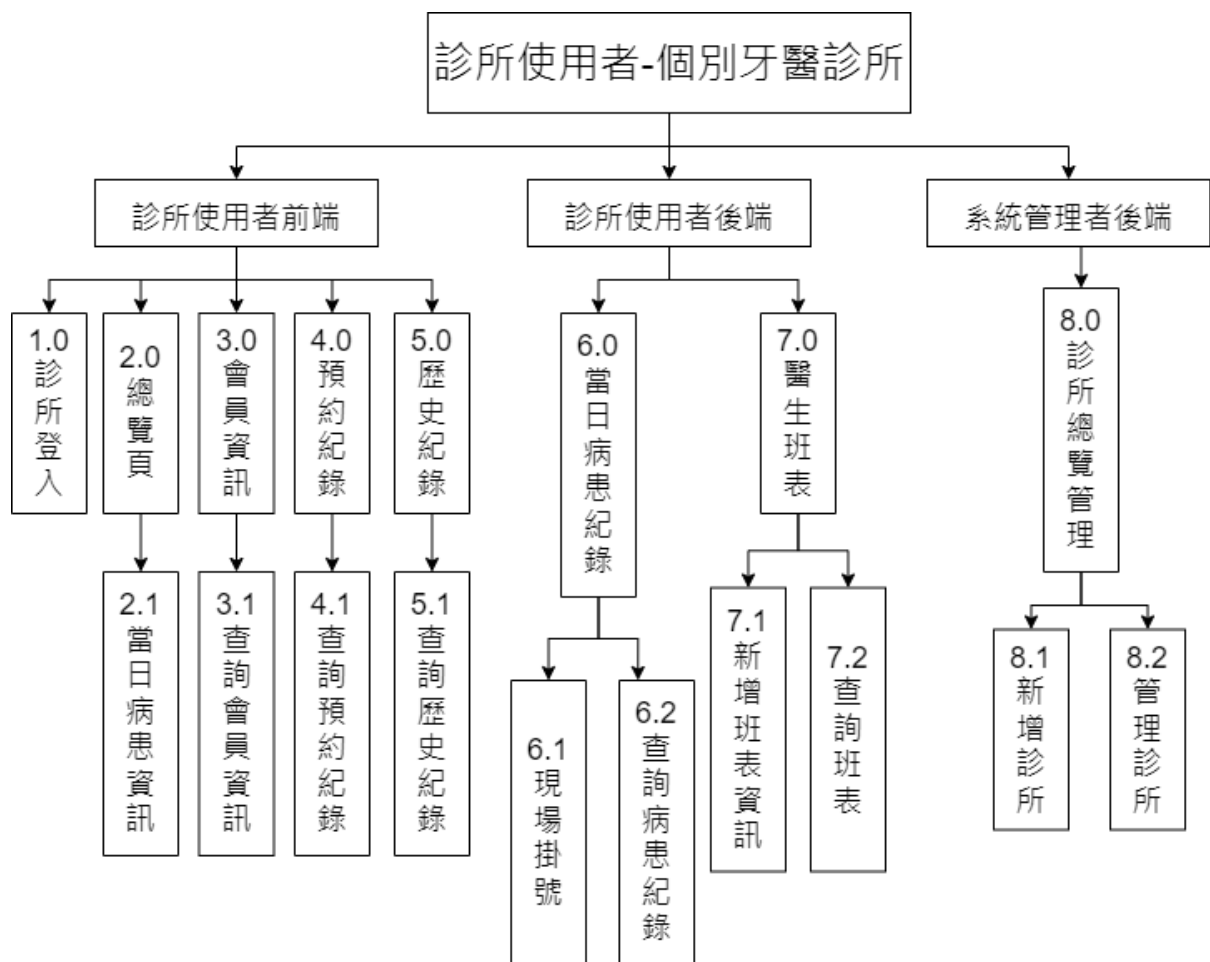 診所使用者-個別牙醫診所
診所使用者前端
診所使用者後端
系統管理者後端
1.0
診所登入
2.0
總覽頁
3.0
會員資訊
4.0
預約紀錄
5.0
歷史紀錄
6.0
當日病患紀錄
7.0
醫生班表
8.0
診所總覽管理
2.1
當日病患資訊
3.1
查詢會員資訊
4.1
查詢預約紀錄
5.1
查詢歷史紀錄
6.1
現場掛號
6.2
查詢病患紀錄
7.1
新增班表資訊
7.2
查詢班表
8.1
新增診所
8.2
管理診所